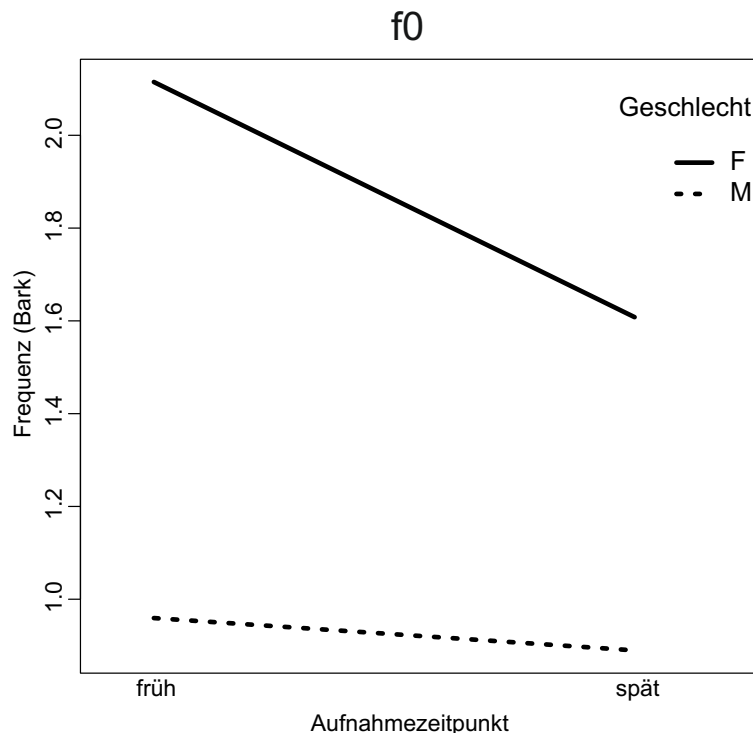 f0
Geschlecht
F
M
Frequenz (Bark)
2.0
1.8
1.6
1.4
1.2
1.0
früh
spät
Aufnahmezeitpunkt